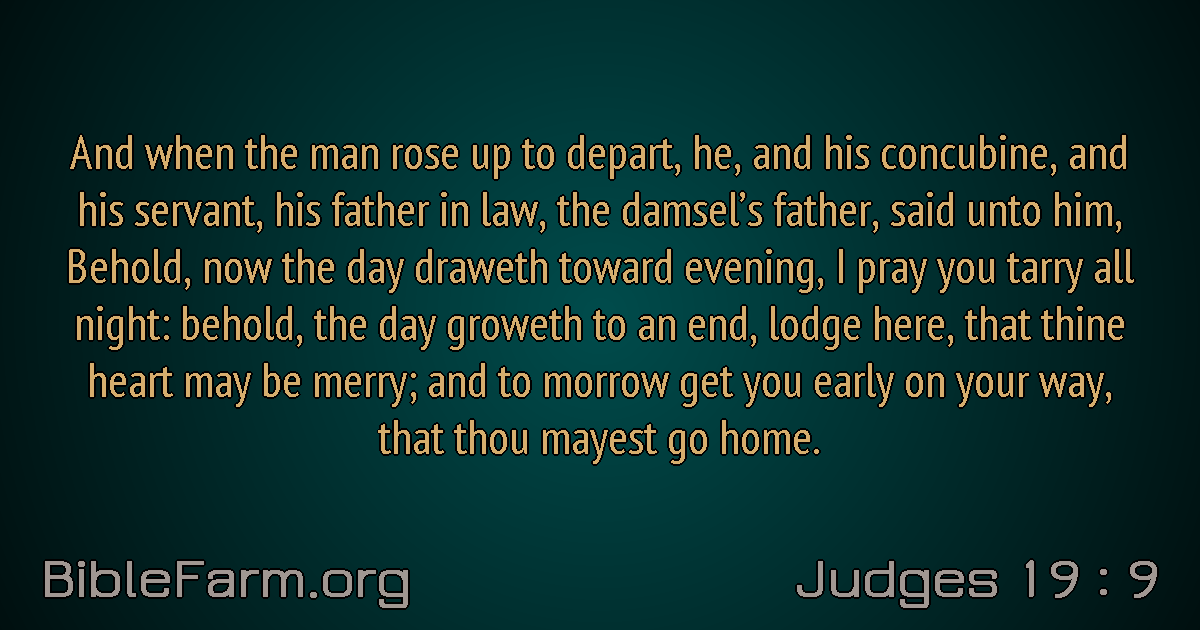 And when the man rose up to depart, he, and his concubine, and
his servant, his father in law, the damsel’s father, said unto him,
Behold, now the day draweth toward evening, I pray you tarry all
night: behold, the day groweth to an end, lodge here, that thine
heart may be merry; and to morrow get you early on your way,
that thou mayest go home.
BibleFarm.org
Judges 19 : 9